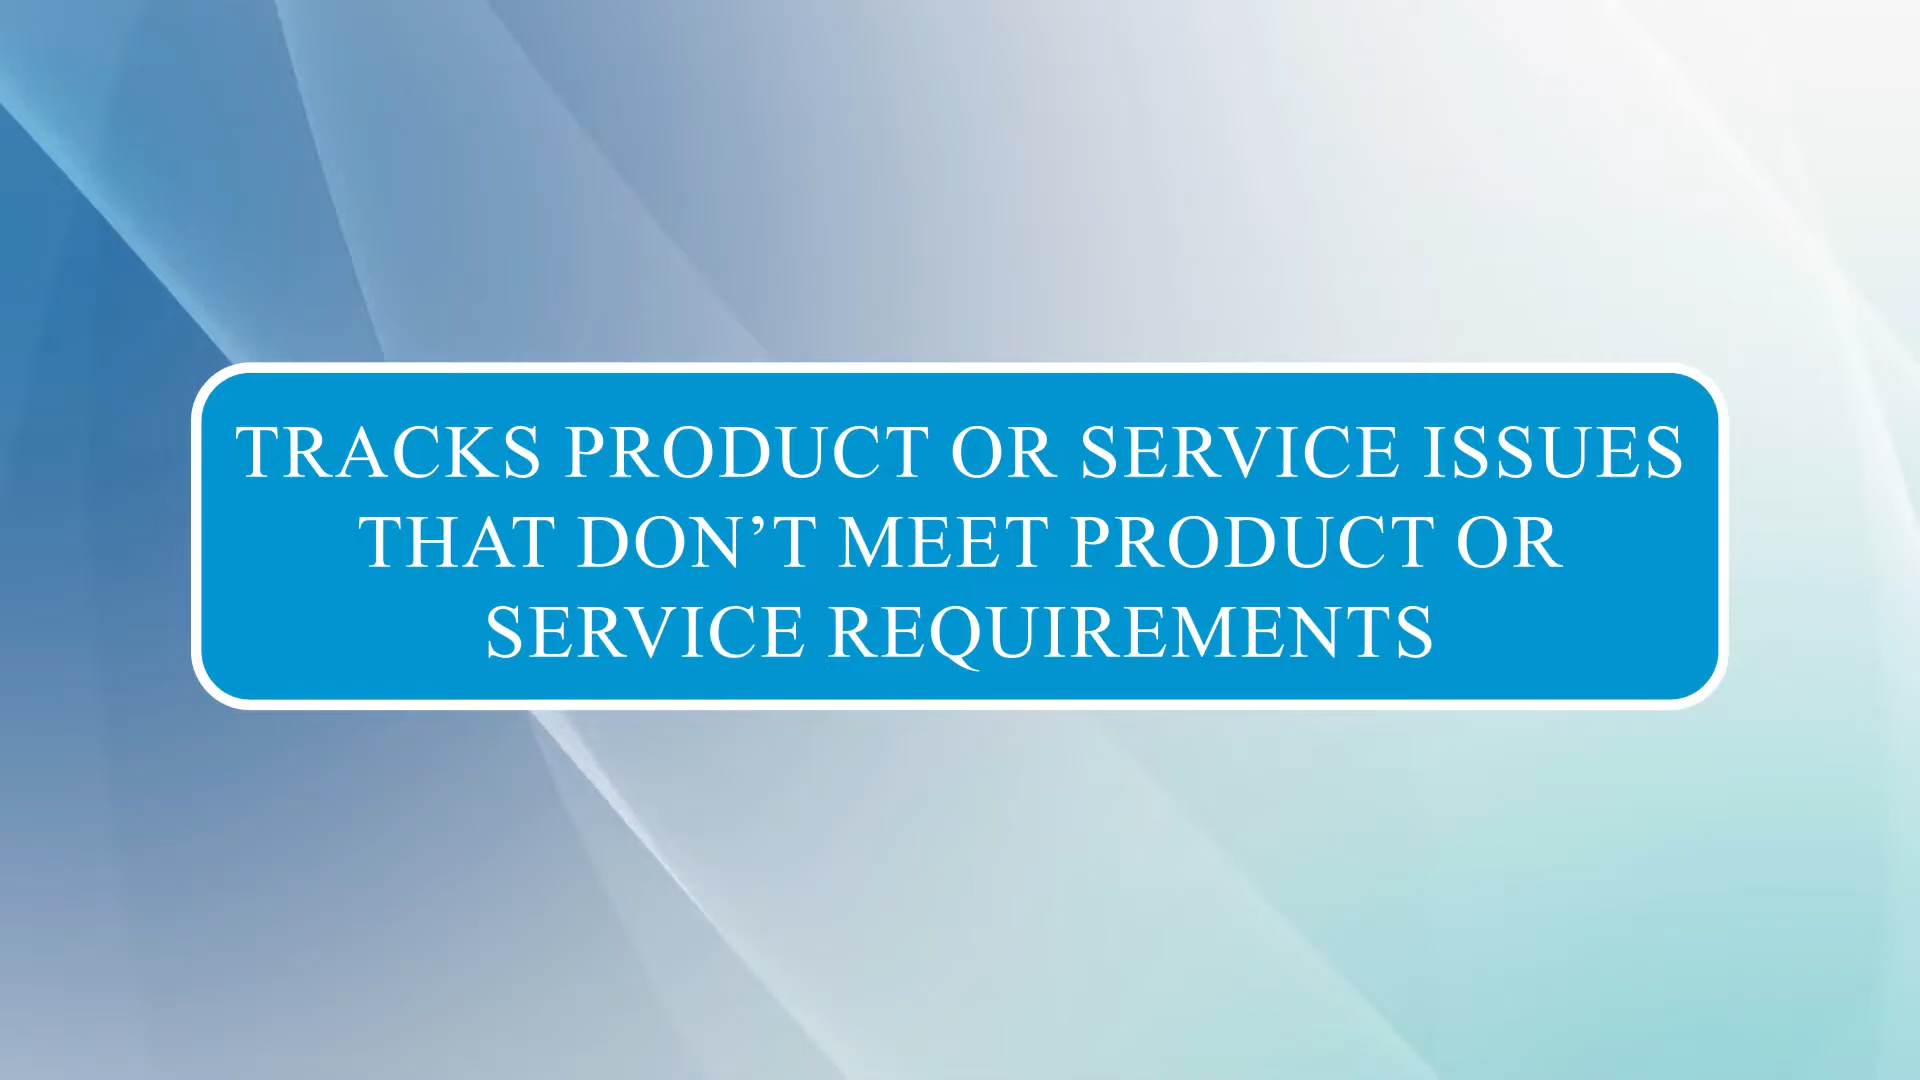 TRACKS PRODUCT OR SERVICE ISSUES
THAT DON’T MEET PRODUCT OR
SERVICE REQUIREMENTS